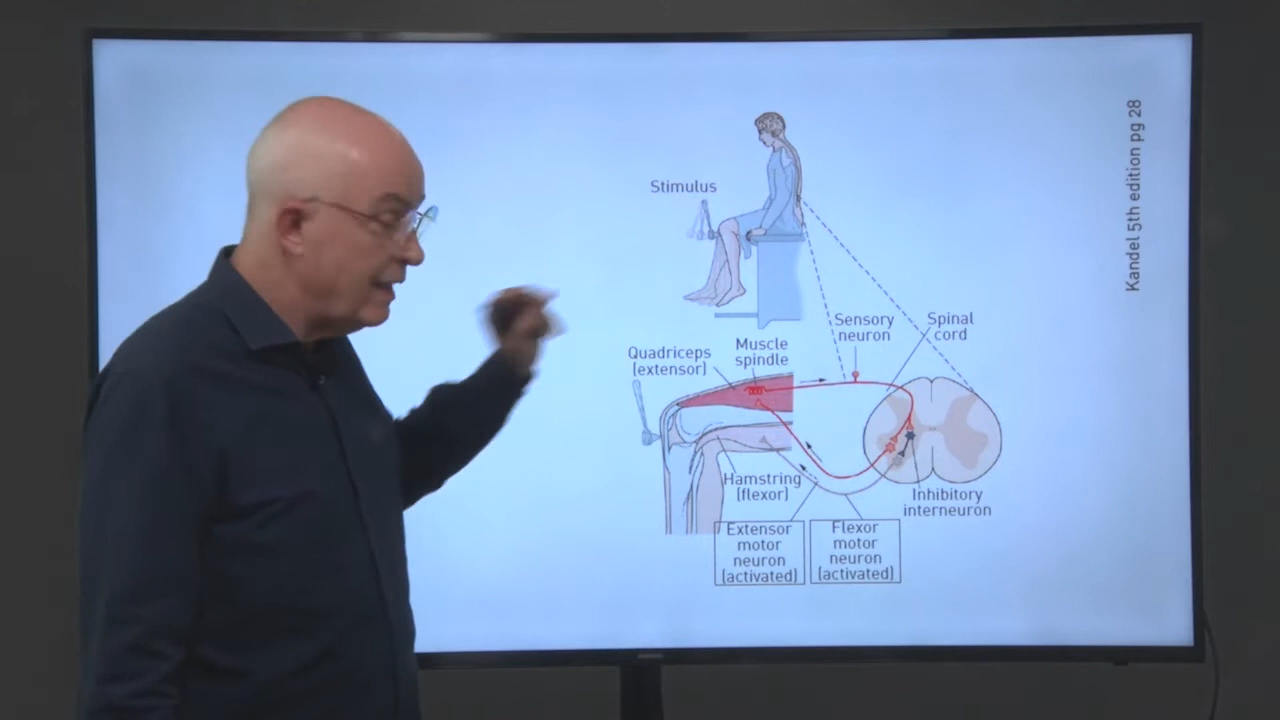 Kandel 5th edition pg 28
Stimulus
Sensory
neuron
Spinal
cord
Quadriceps
(extensor)
Muscle
spindle
Hamstring
(flexor)
Inhibitory
interneuron
Extensor
motor
neuron
(activated)
Flexor
motor
neuron
(activated)